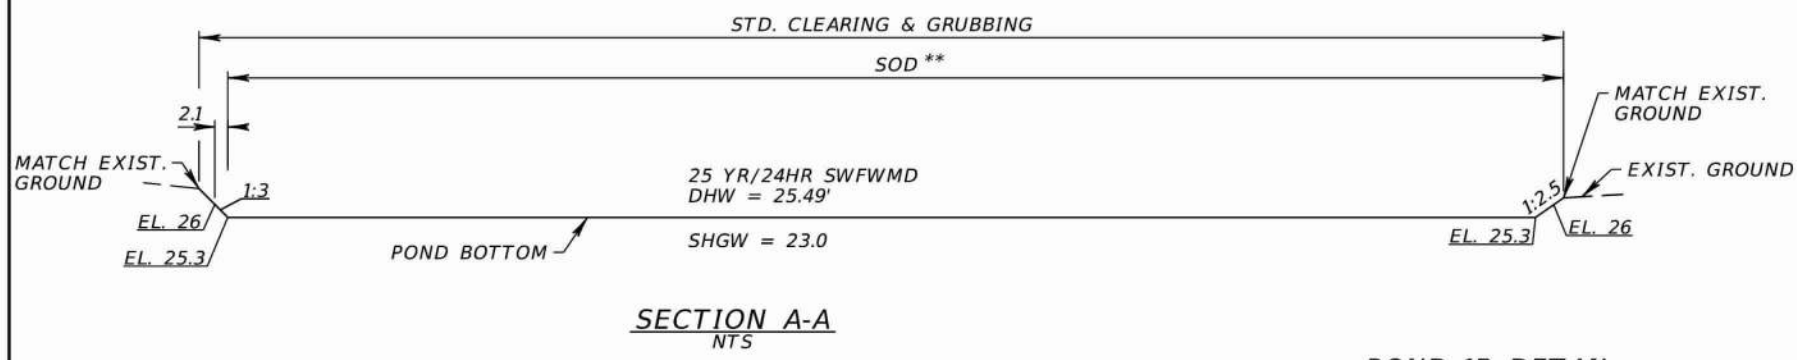 STD. CLEARING & GRUBBING
SOD **
2.1
MATCH EXIST.
GROUND
MATCH EXIST.
GROUND
EXIST. GROUND
1:3
25 YR/24HR SWFWMD
DHW = 25.49'
1:2.5
EL. 26
EL. 26
EL. 25.3
POND BOTTOM
SHGW = 23.0
EL. 25.3
SECTION A-A
NTS